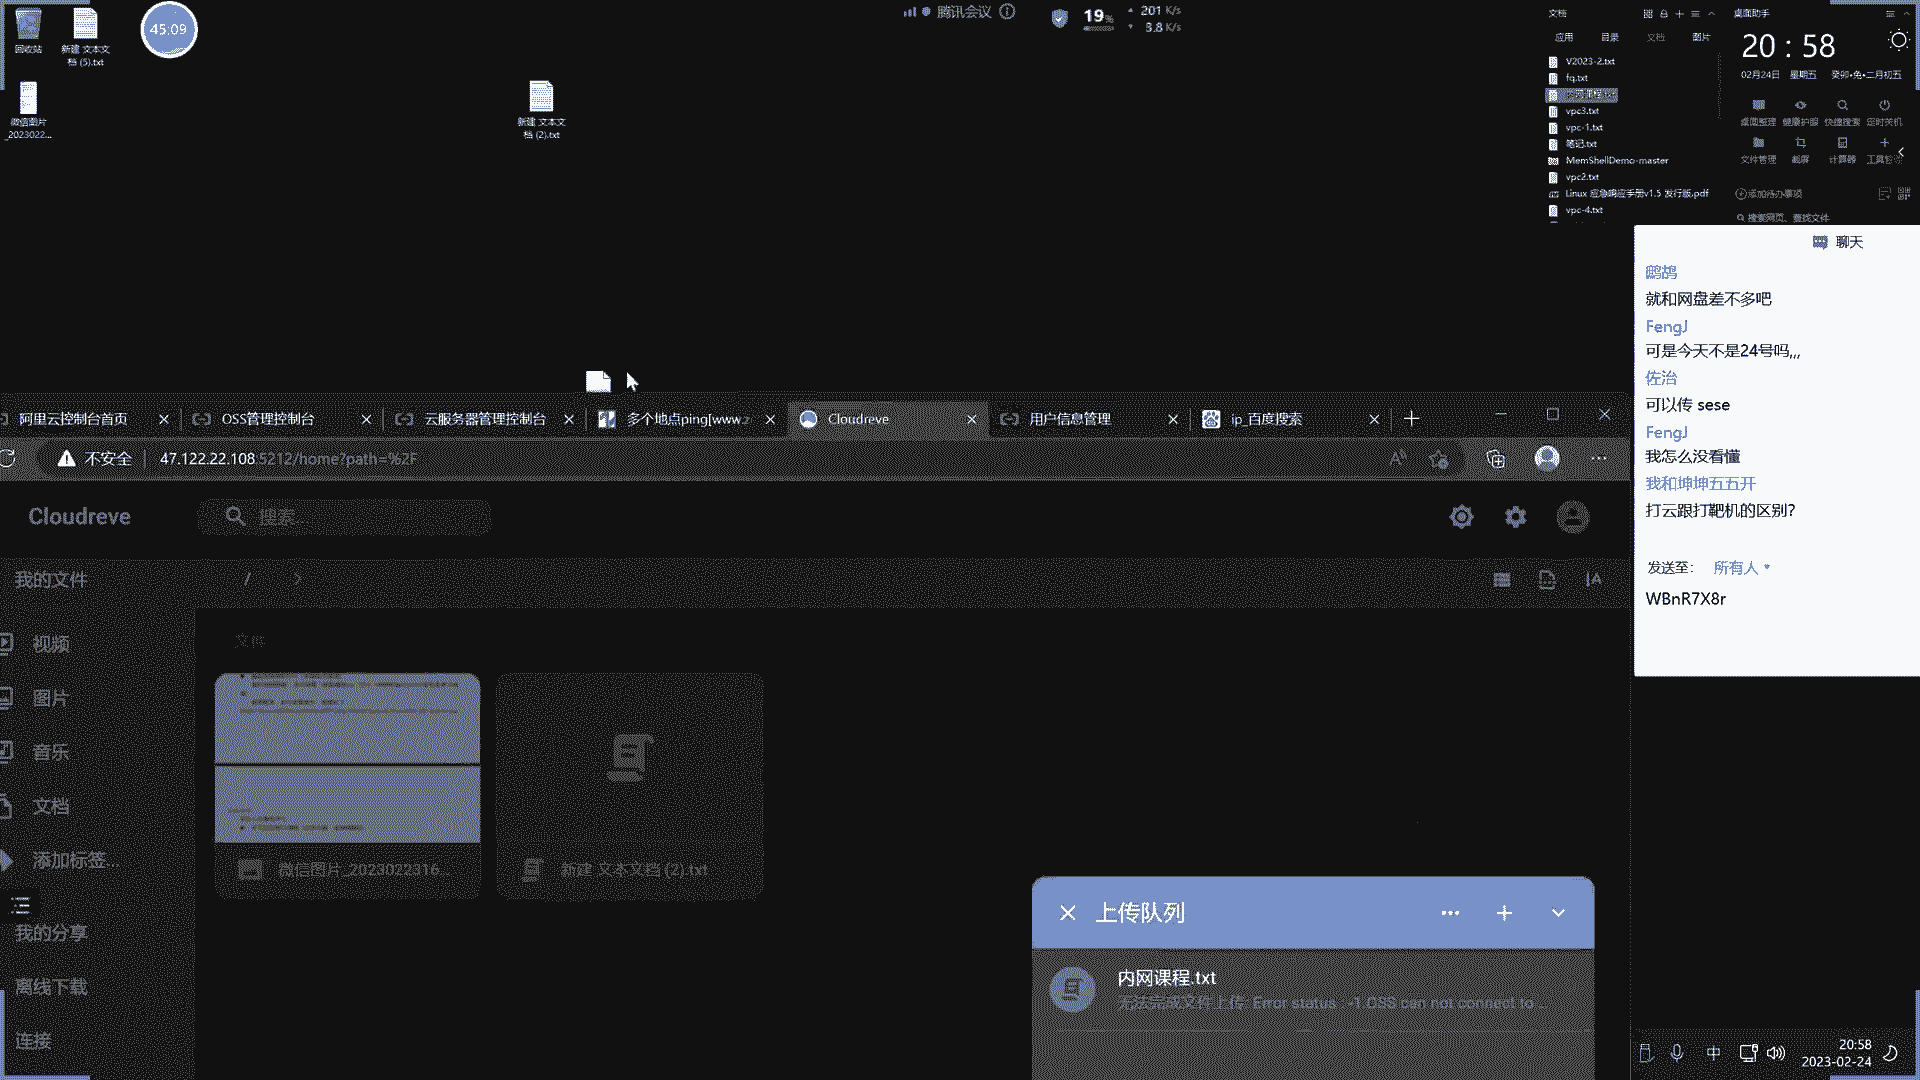 回收站
新建 文本文
档 (5).txt
45:09
微信图片
_2023022...
新建 文本文
档 (2).txt
腾讯会议
19%
201 K/s
3.8 K/s
文档
应用 目录 文档 图片
V2023-2.txt
fq.txt
内网课程.txt
vpc3.txt
vpc-1.txt
笔记.txt
MemShellDemo-master
vpc2.txt
Linux 应急响应手册v1.5 发行版.pdf
vpc-4.txt
桌面助手
20 : 58
02月24日 星期五 癸卯•兔•二月初五
桌面整理 健康护眼 快速搜索 定时关机
文件管理 截屏 计算器
添加待办事项
搜索网页、查找文件
聊天
鹧鸪
就和网盘差不多吧
FengJ
可是今天不是24号吗,,,
佐治
可以传 sese
FengJ
我怎么没看懂
我和坤坤五五开
打云跟打靶机的区别?
发送至: 所有人
WBnR7X8r
阿里云控制台首页
OSS管理控制台
云服务器管理控制台
多个地点ping[www.z
Cloudreve
用户信息管理
ip_百度搜索
不安全
47.122.22.108:5212/home?path=%2F
Cloudreve
搜索...
我的文件
/
视频
图片
音乐
文档
添加标签...
我的分享
离线下载
连接
文件
微信图片_2023022316...
新建 文本文档 (2).txt
上传队列
内网课程.txt
无法完成文件上传: Error status : -1 OSS can not connect to ...
中
20:58
2023-02-24